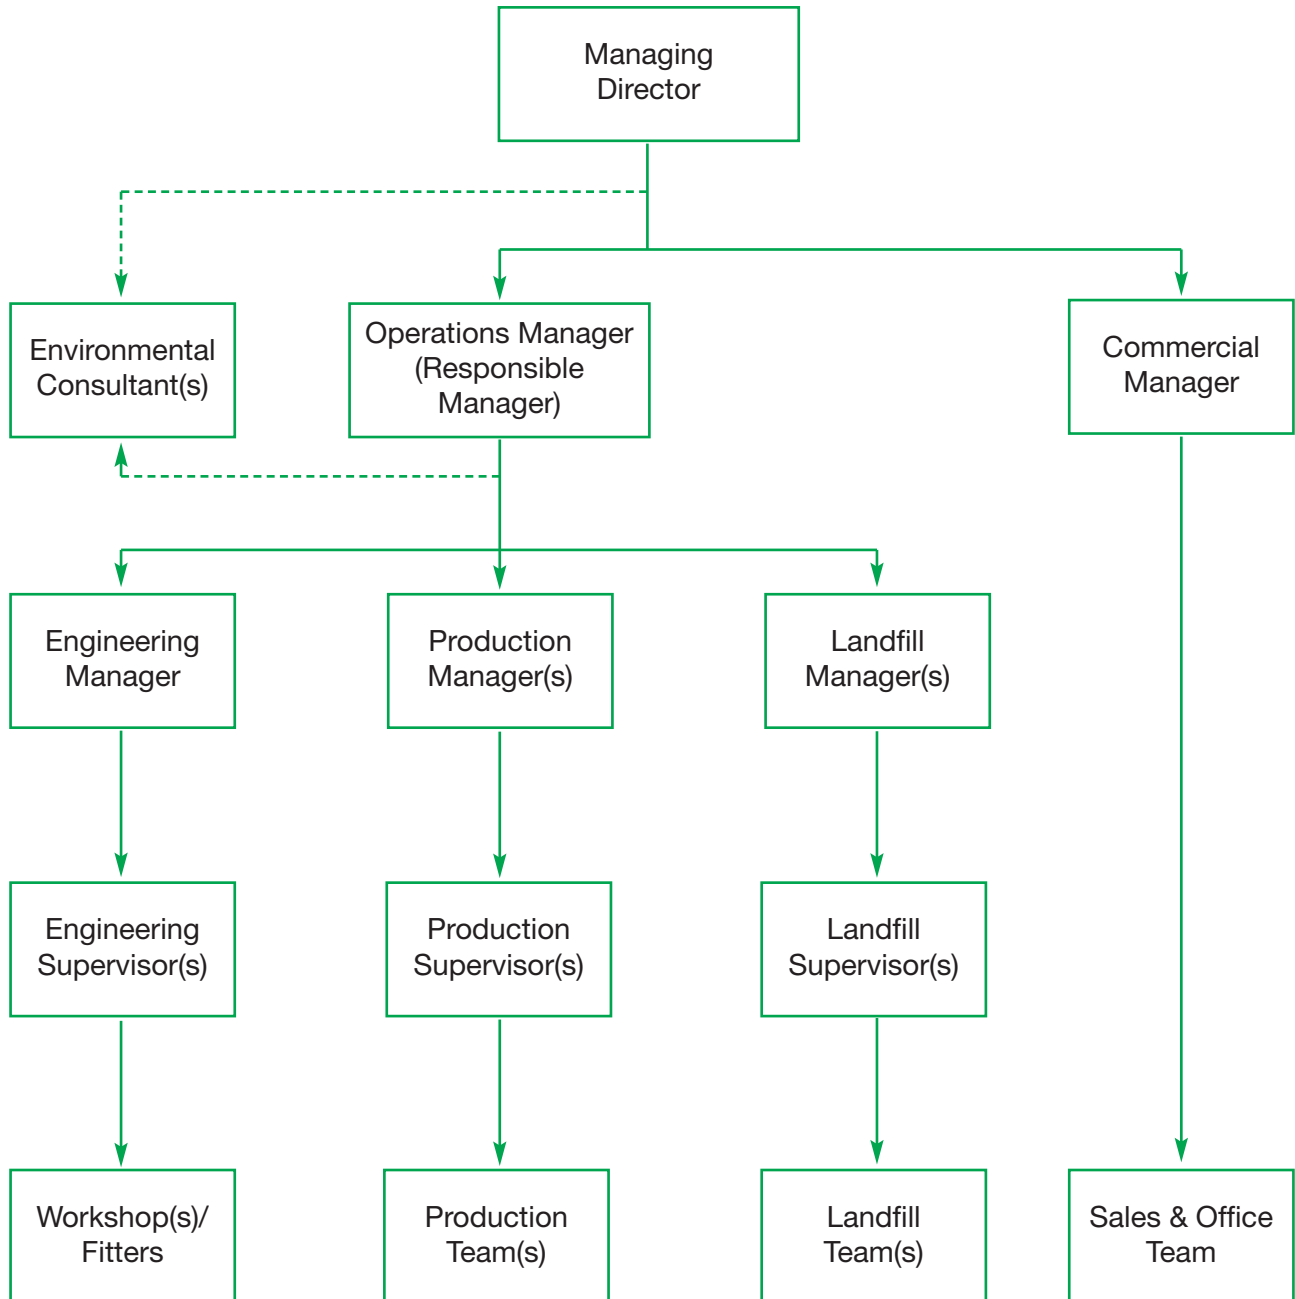 Managing
Director
Environmental
Consultant(s)
Operations Manager
(Responsible
Manager)
Commercial
Manager
Engineering
Manager
Production
Manager(s)
Landfill
Manager(s)
Engineering
Supervisor(s)
Production
Supervisor(s)
Landfill
Supervisor(s)
Workshop(s)/
Fitters
Production
Team(s)
Landfill
Team(s)
Sales & Office
Team